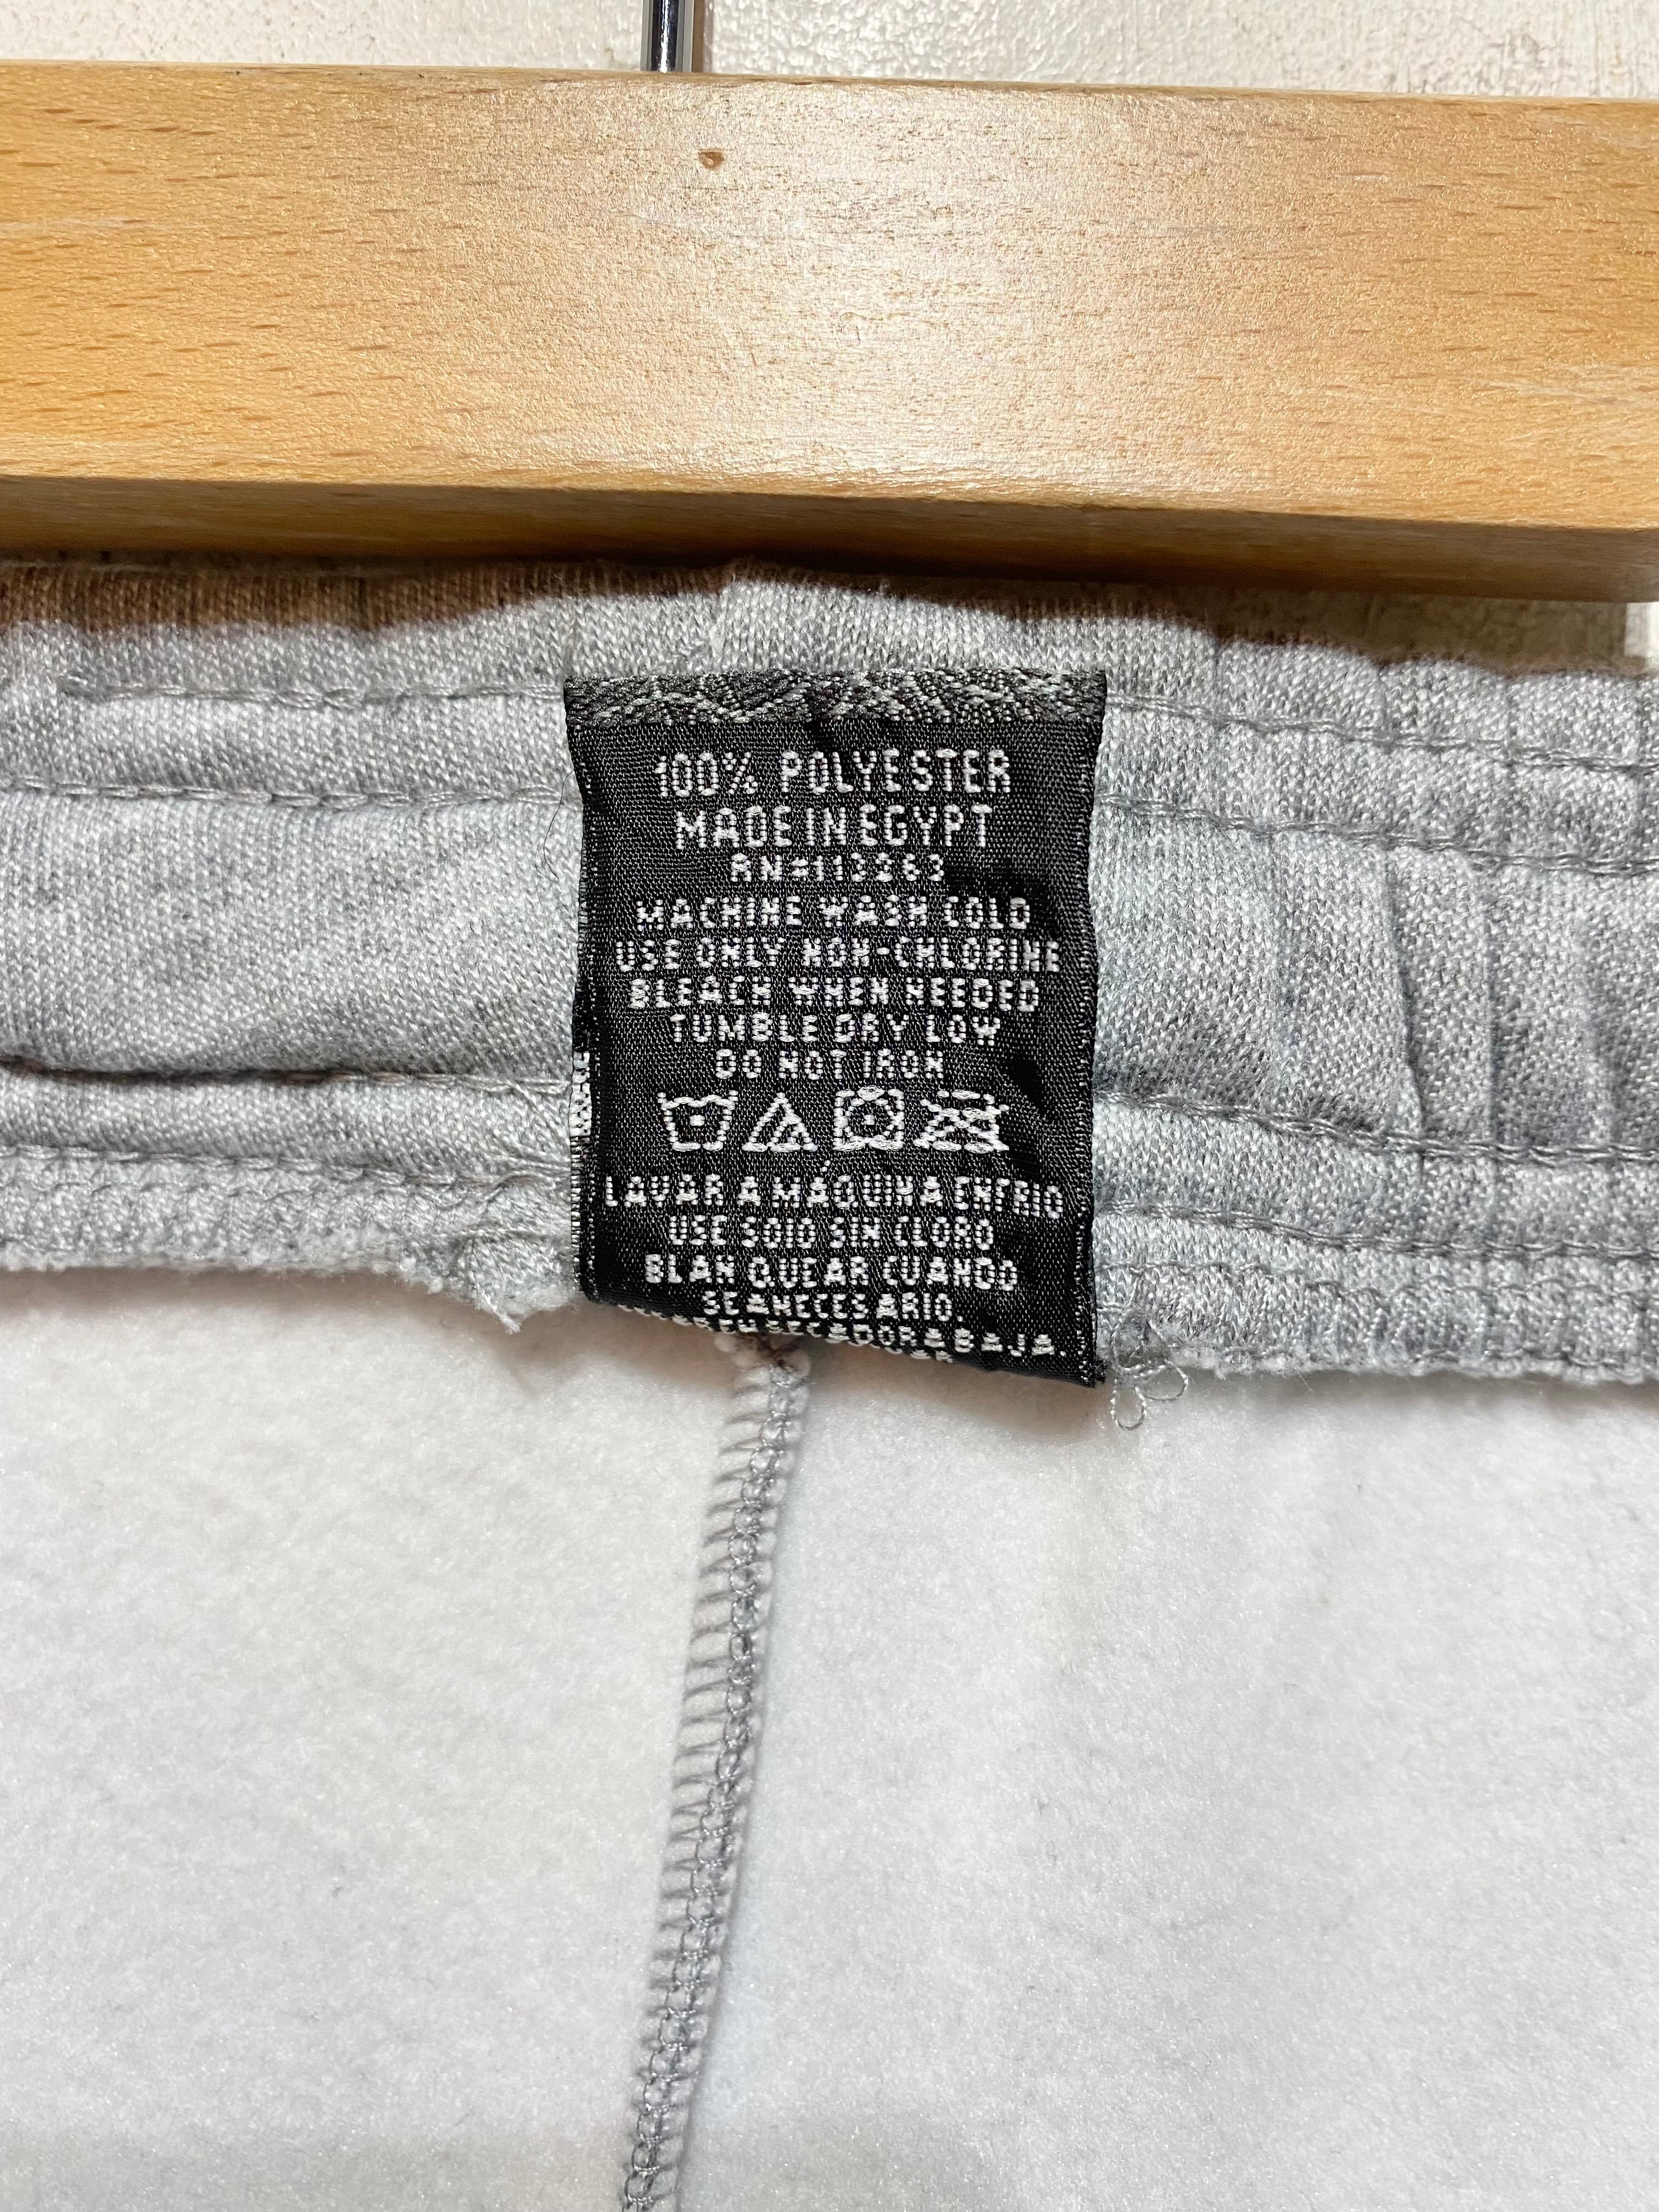 100% POLYESTER
MADE IN EGYPT
RN#113263
MACHINE WASH COLD
USE ONLY NON-CHLORINE
BLEACH WHEN NEEDED
TUMBLE DRY LOW
DO NOT IRON
LAVAR A MÁQUINA EN FRIO
USE SOLO SIN CLORO
BLANQUEAR CUANDO
SEA NECESARIO.
BAJA.